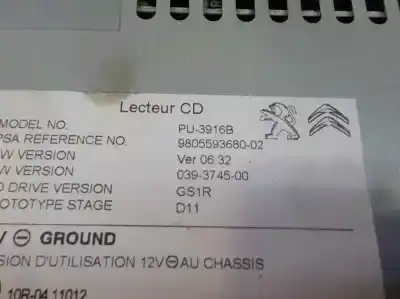 Lecteur CD
MODEL NO. PU-3916B
PSA REFERENCE NO. 9805593680-02
W VERSION Ver 06.32
W VERSION 039-3745-00
D DRIVE VERSION GS1R
OTOTYPE STAGE D11
V ⊖ GROUND
SION D'UTILISATION 12V ⊖ AU CHASSIS
10R-04 11012